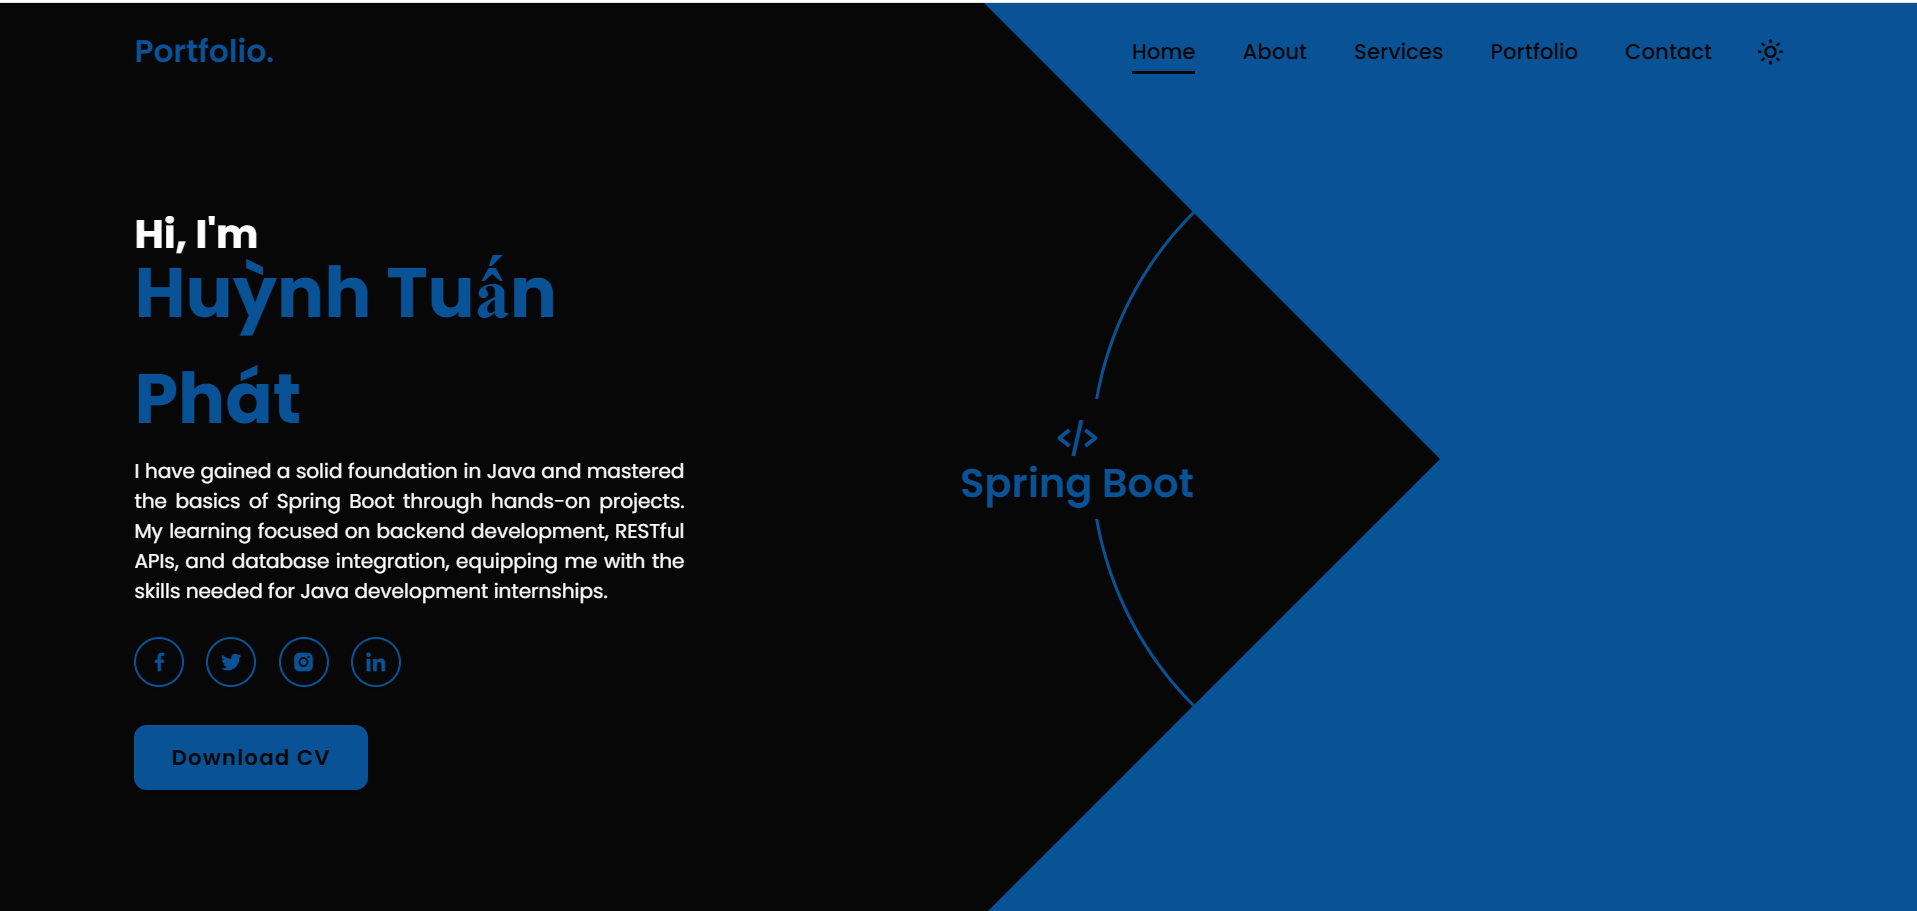 Portfolio.
Home
About
Services
Portfolio
Contact
Hi, I'm
Huỳnh Tuấn
Phát
I have gained a solid foundation in Java and mastered
the basics of Spring Boot through hands-on projects.
My learning focused on backend development, RESTful
APIs, and database integration, equipping me with the
skills needed for Java development internships.
</>
Spring Boot
Download CV